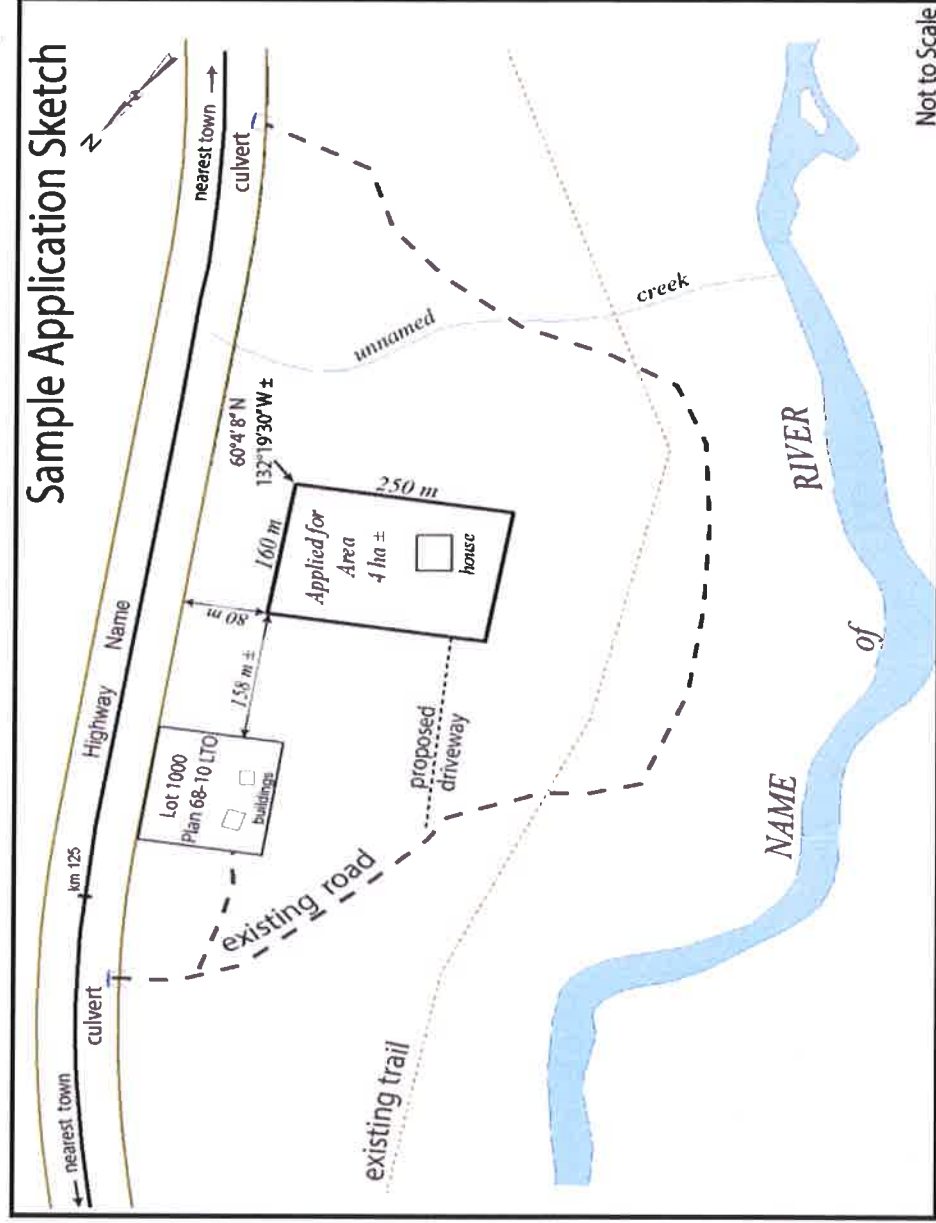 Sample Application Sketch
N
← nearest town
culvert
km 125
Highway Name
nearest town →
culvert
Lot 1000
Plan 68-10 LTO
buildings
158 m ±
80 m
160 m
60°4'8" N
132°19'30" W ±
250 m
Applied for
Area
4 ha ±
house
unnamed creek
proposed
driveway
existing road
existing trail
NAME of RIVER
Not to Scale